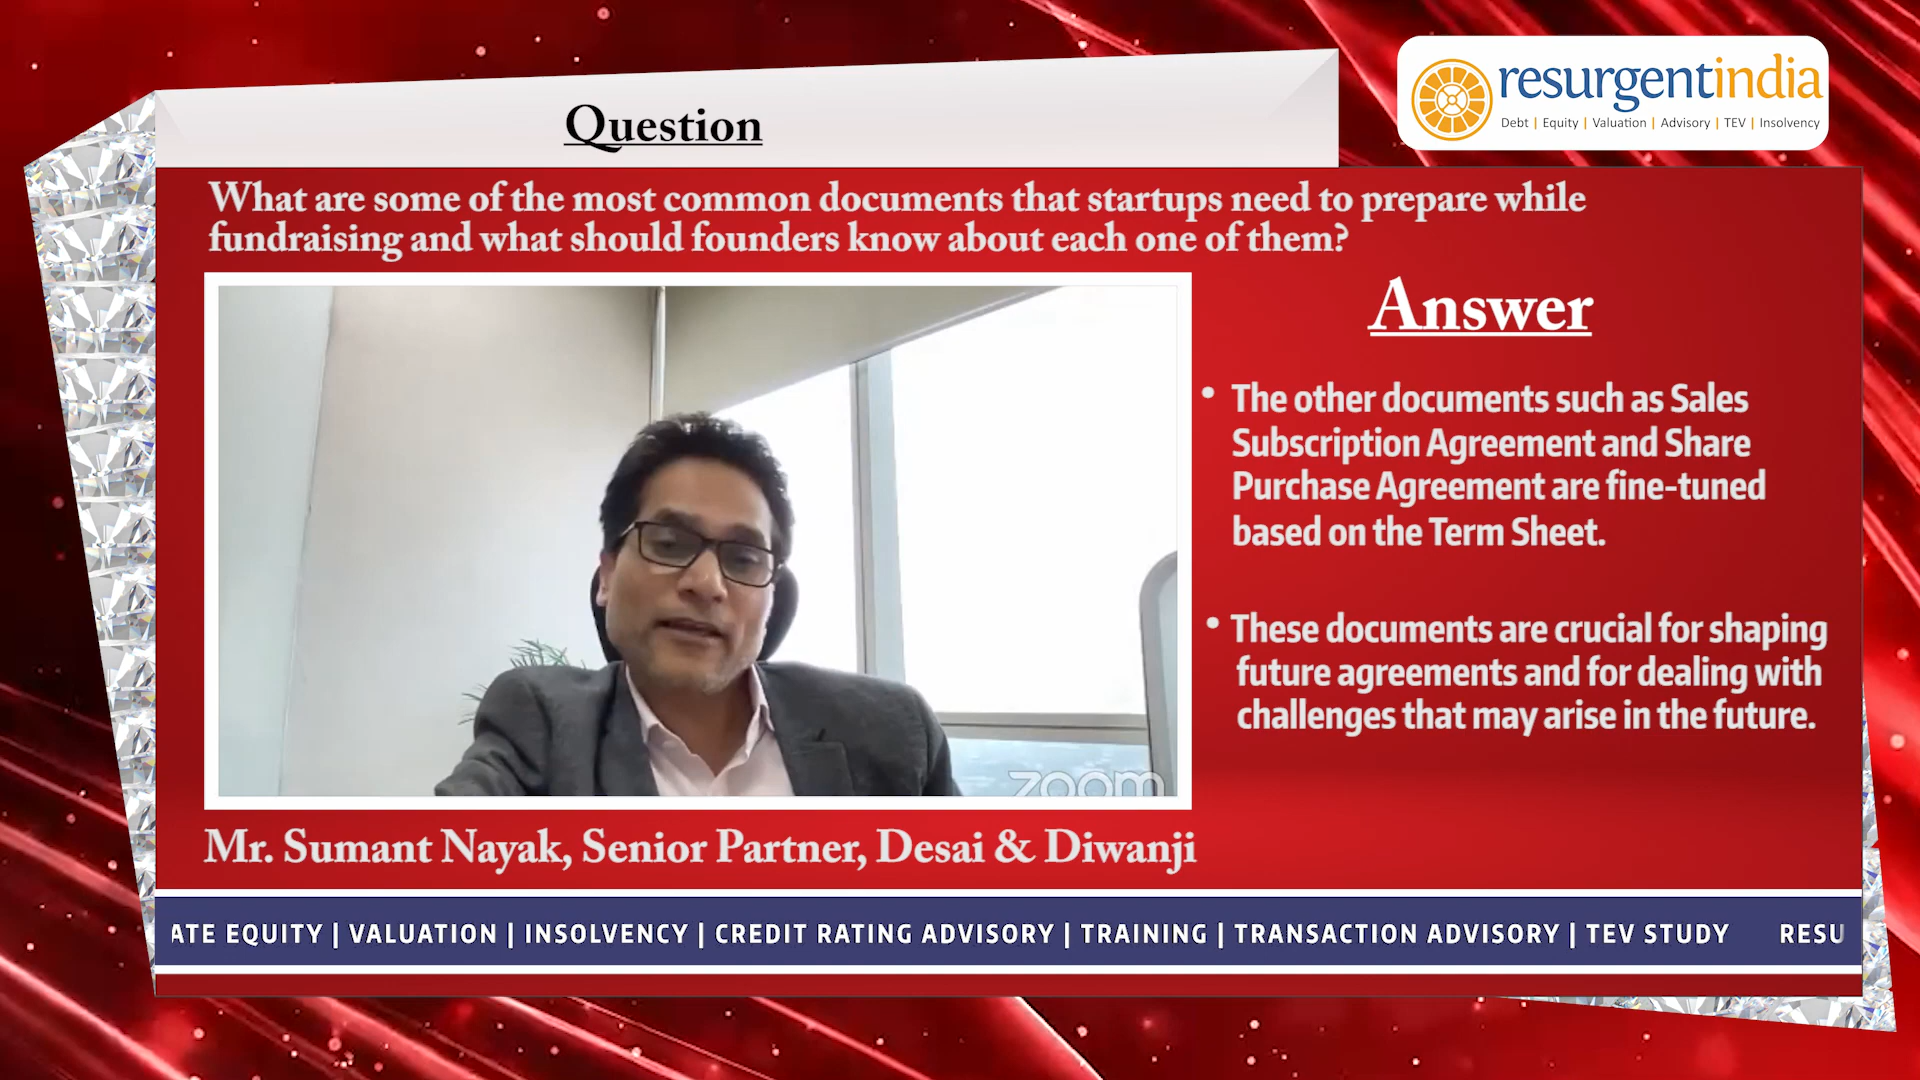 Question
resurgentindia
Debt | Equity | Valuation | Advisory | TEV | Insolvency
What are some of the most common documents that startups need to prepare while
fundraising and what should founders know about each one of them?
Answer
• The other documents such as Sales
Subscription Agreement and Share
Purchase Agreement are fine-tuned
based on the Term Sheet.
• These documents are crucial for shaping
future agreements and for dealing with
challenges that may arise in the future.
zoom
Mr. Sumant Nayak, Senior Partner, Desai & Diwanji
ATE EQUITY | VALUATION | INSOLVENCY | CREDIT RATING ADVISORY | TRAINING | TRANSACTION ADVISORY | TEV STUDY RESU